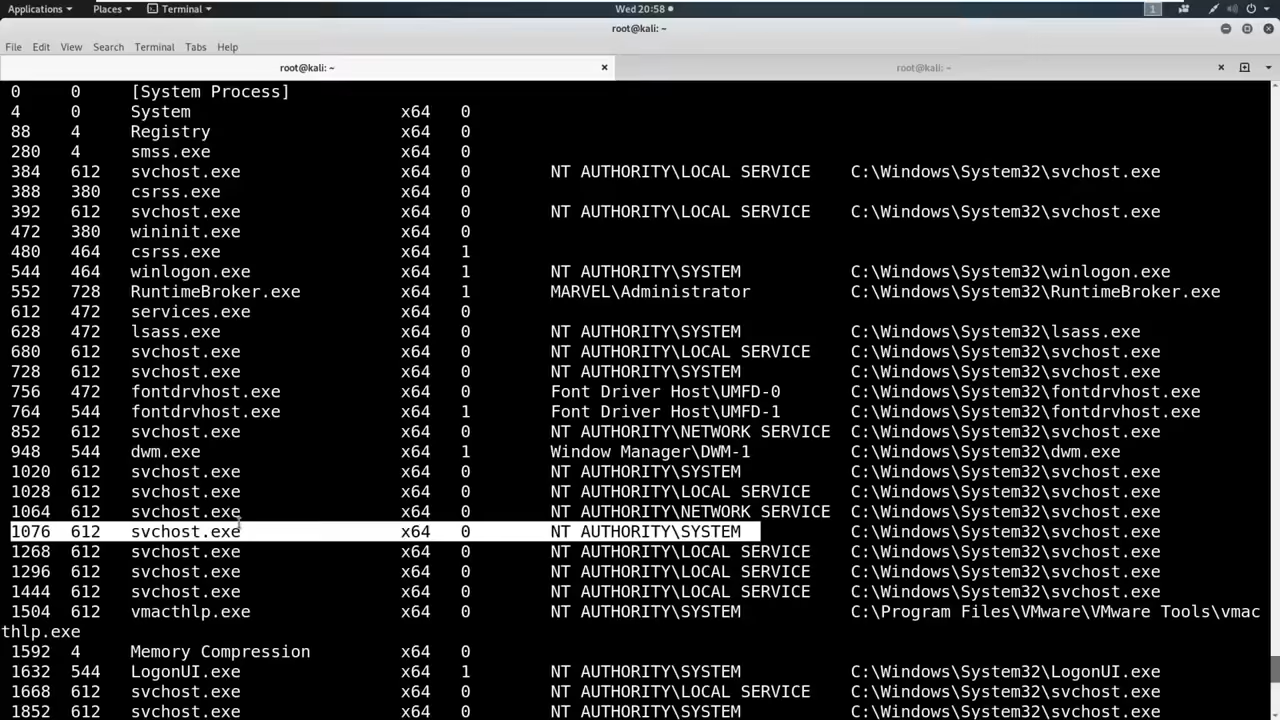 Applications Places Terminal Wed 20:58 1
root@kali: ~
File Edit View Search Terminal Tabs Help
root@kali: ~ × root@kali: ~ ×
0 0 [System Process]
4 0 System x64 0
88 4 Registry x64 0
280 4 smss.exe x64 0
384 612 svchost.exe x64 0 NT AUTHORITY\LOCAL SERVICE C:\Windows\System32\svchost.exe
388 380 csrss.exe x64 0
392 612 svchost.exe x64 0 NT AUTHORITY\LOCAL SERVICE C:\Windows\System32\svchost.exe
472 380 wininit.exe x64 0
480 464 csrss.exe x64 1
544 464 winlogon.exe x64 1 NT AUTHORITY\SYSTEM C:\Windows\System32\winlogon.exe
552 728 RuntimeBroker.exe x64 1 MARVEL\Administrator C:\Windows\System32\RuntimeBroker.exe
612 472 services.exe x64 0
628 472 lsass.exe x64 0 NT AUTHORITY\SYSTEM C:\Windows\System32\lsass.exe
680 612 svchost.exe x64 0 NT AUTHORITY\LOCAL SERVICE C:\Windows\System32\svchost.exe
728 612 svchost.exe x64 0 NT AUTHORITY\SYSTEM C:\Windows\System32\svchost.exe
756 472 fontdrvhost.exe x64 0 Font Driver Host\UMFD-0 C:\Windows\System32\fontdrvhost.exe
764 544 fontdrvhost.exe x64 1 Font Driver Host\UMFD-1 C:\Windows\System32\fontdrvhost.exe
852 612 svchost.exe x64 0 NT AUTHORITY\NETWORK SERVICE C:\Windows\System32\svchost.exe
948 544 dwm.exe x64 1 Window Manager\DWM-1 C:\Windows\System32\dwm.exe
1020 612 svchost.exe x64 0 NT AUTHORITY\SYSTEM C:\Windows\System32\svchost.exe
1028 612 svchost.exe x64 0 NT AUTHORITY\LOCAL SERVICE C:\Windows\System32\svchost.exe
1064 612 svchost.exe x64 0 NT AUTHORITY\NETWORK SERVICE C:\Windows\System32\svchost.exe
1076 612 svchost.exe x64 0 NT AUTHORITY\SYSTEM C:\Windows\System32\svchost.exe
1268 612 svchost.exe x64 0 NT AUTHORITY\LOCAL SERVICE C:\Windows\System32\svchost.exe
1296 612 svchost.exe x64 0 NT AUTHORITY\LOCAL SERVICE C:\Windows\System32\svchost.exe
1444 612 svchost.exe x64 0 NT AUTHORITY\LOCAL SERVICE C:\Windows\System32\svchost.exe
1504 612 vmacthlp.exe x64 0 NT AUTHORITY\SYSTEM C:\Program Files\VMware\VMware Tools\vmac
thlp.exe
1592 4 Memory Compression x64 0
1632 544 LogonUI.exe x64 1 NT AUTHORITY\SYSTEM C:\Windows\System32\LogonUI.exe
1668 612 svchost.exe x64 0 NT AUTHORITY\LOCAL SERVICE C:\Windows\System32\svchost.exe
1852 612 svchost.exe x64 0 NT AUTHORITY\SYSTEM C:\Windows\System32\svchost.exe